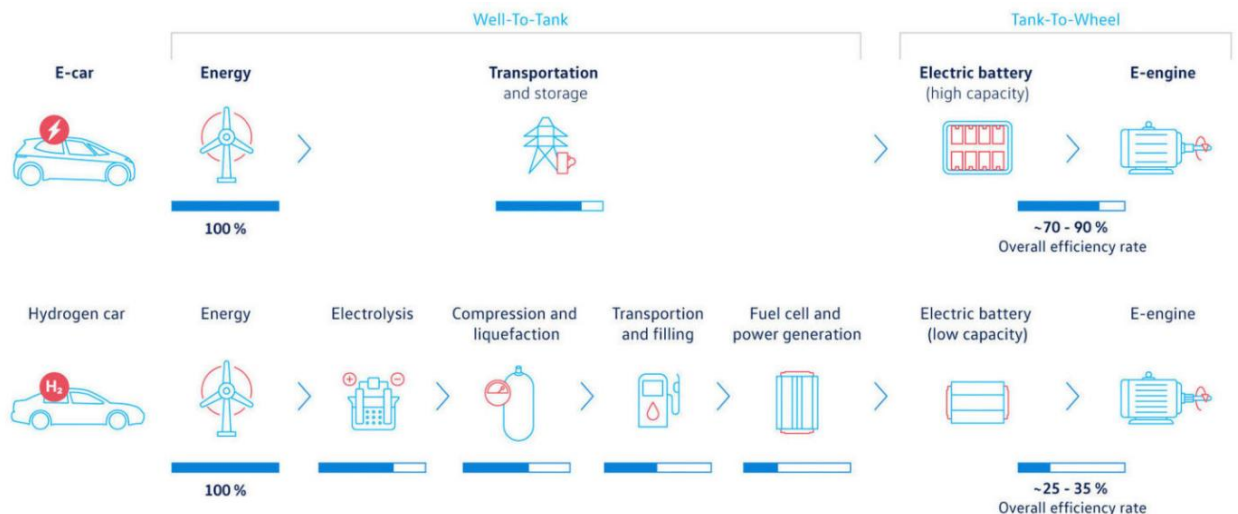 Well-To-Tank
Tank-To-Wheel
E-car
Energy
Transportation
and storage
Electric battery
(high capacity)
E-engine
100 %
~70 - 90 %
Overall efficiency rate
Hydrogen car
Energy
Electrolysis
Compression and
liquefaction
Transportion
and filling
Fuel cell and
power generation
Electric battery
(low capacity)
E-engine
H₂
100 %
~25 - 35 %
Overall efficiency rate